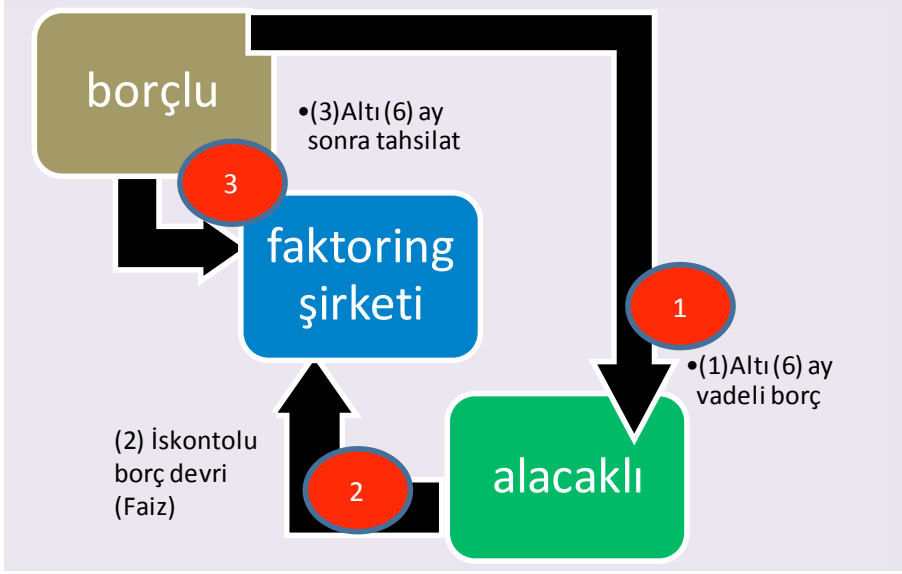 borçlu
•(3)Altı (6) ay
sonra tahsilat
3
faktoring
şirketi
1
•(1)Altı (6) ay
vadeli borç
(2) İskontolu
borç devri
(Faiz)
2
alacaklı